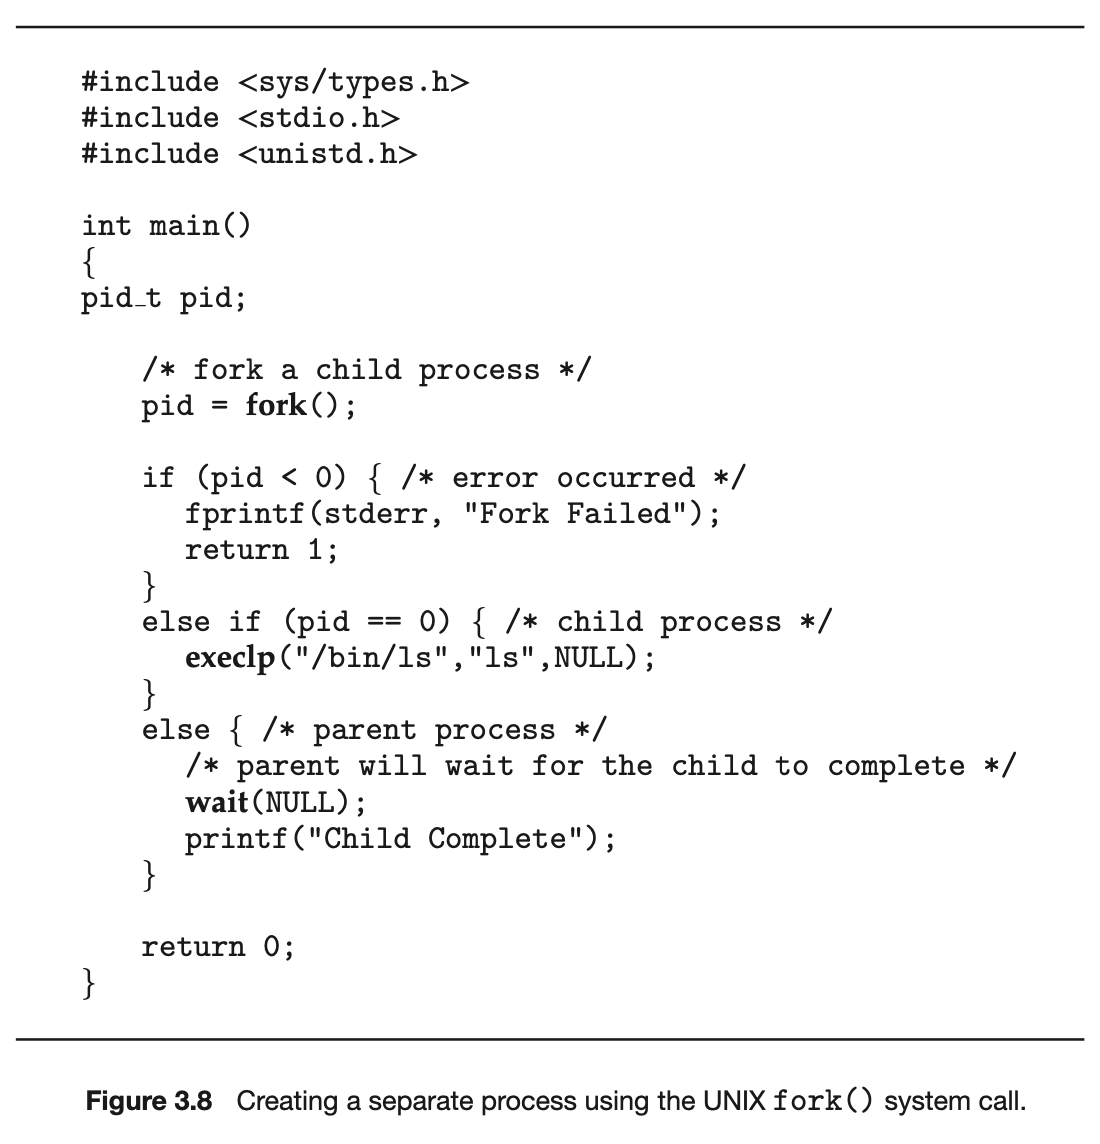 #include <sys/types.h>
#include <stdio.h>
#include <unistd.h>
int main()
{
pid_t pid;
/* fork a child process */
pid = fork();
if (pid < 0) { /* error occurred */
fprintf(stderr, "Fork Failed");
return 1;
}
else if (pid == 0) { /* child process */
execlp("/bin/ls","ls",NULL);
}
else { /* parent process */
/* parent will wait for the child to complete */
wait(NULL);
printf("Child Complete");
}
return 0;
}
Figure 3.8 Creating a separate process using the UNIX fork() system call.